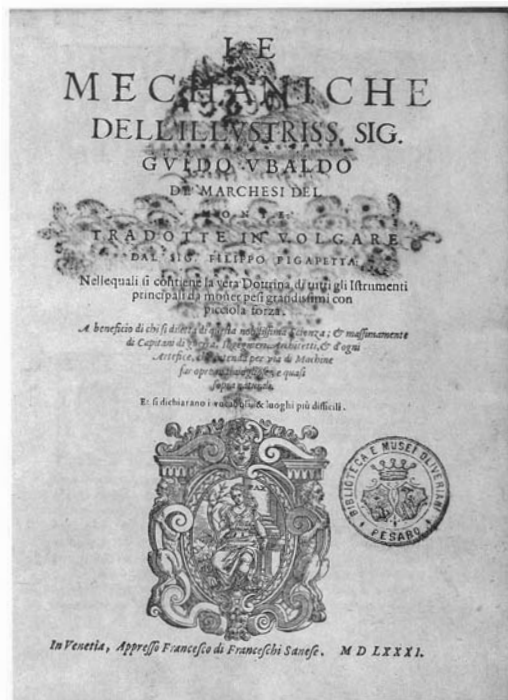 LE
MECHANICHE
DELL'ILLVSTRISS. SIG.
GVIDO VBALDO
DE' MARCHESI DEL
MONTE
TRADOTTE IN VOLGARE
DAL SIG. FILIPPO PIGAFETTA
Nellequali si contiene la vera Dottrina di tutti gli Istrumenti
principali da mouer pesi grandissimi con
picciola forza.
A beneficio di chi si diletta di questa nobilissima scienza; & massimamente
di Capitani di guerra, Ingegneri, Architetti, & d'ogni
Artefice, che intenda per via di Machine
far opre marauigliose, e quasi
sopra naturali.
Et si dichiarano i vocaboli, & luoghi più difficili.
BIBLIOTECA E MUSEI OLIVERIANI
PESARO
In Venetia, Appresso Francesco di Franceschi Sanese. M D LXXXI.